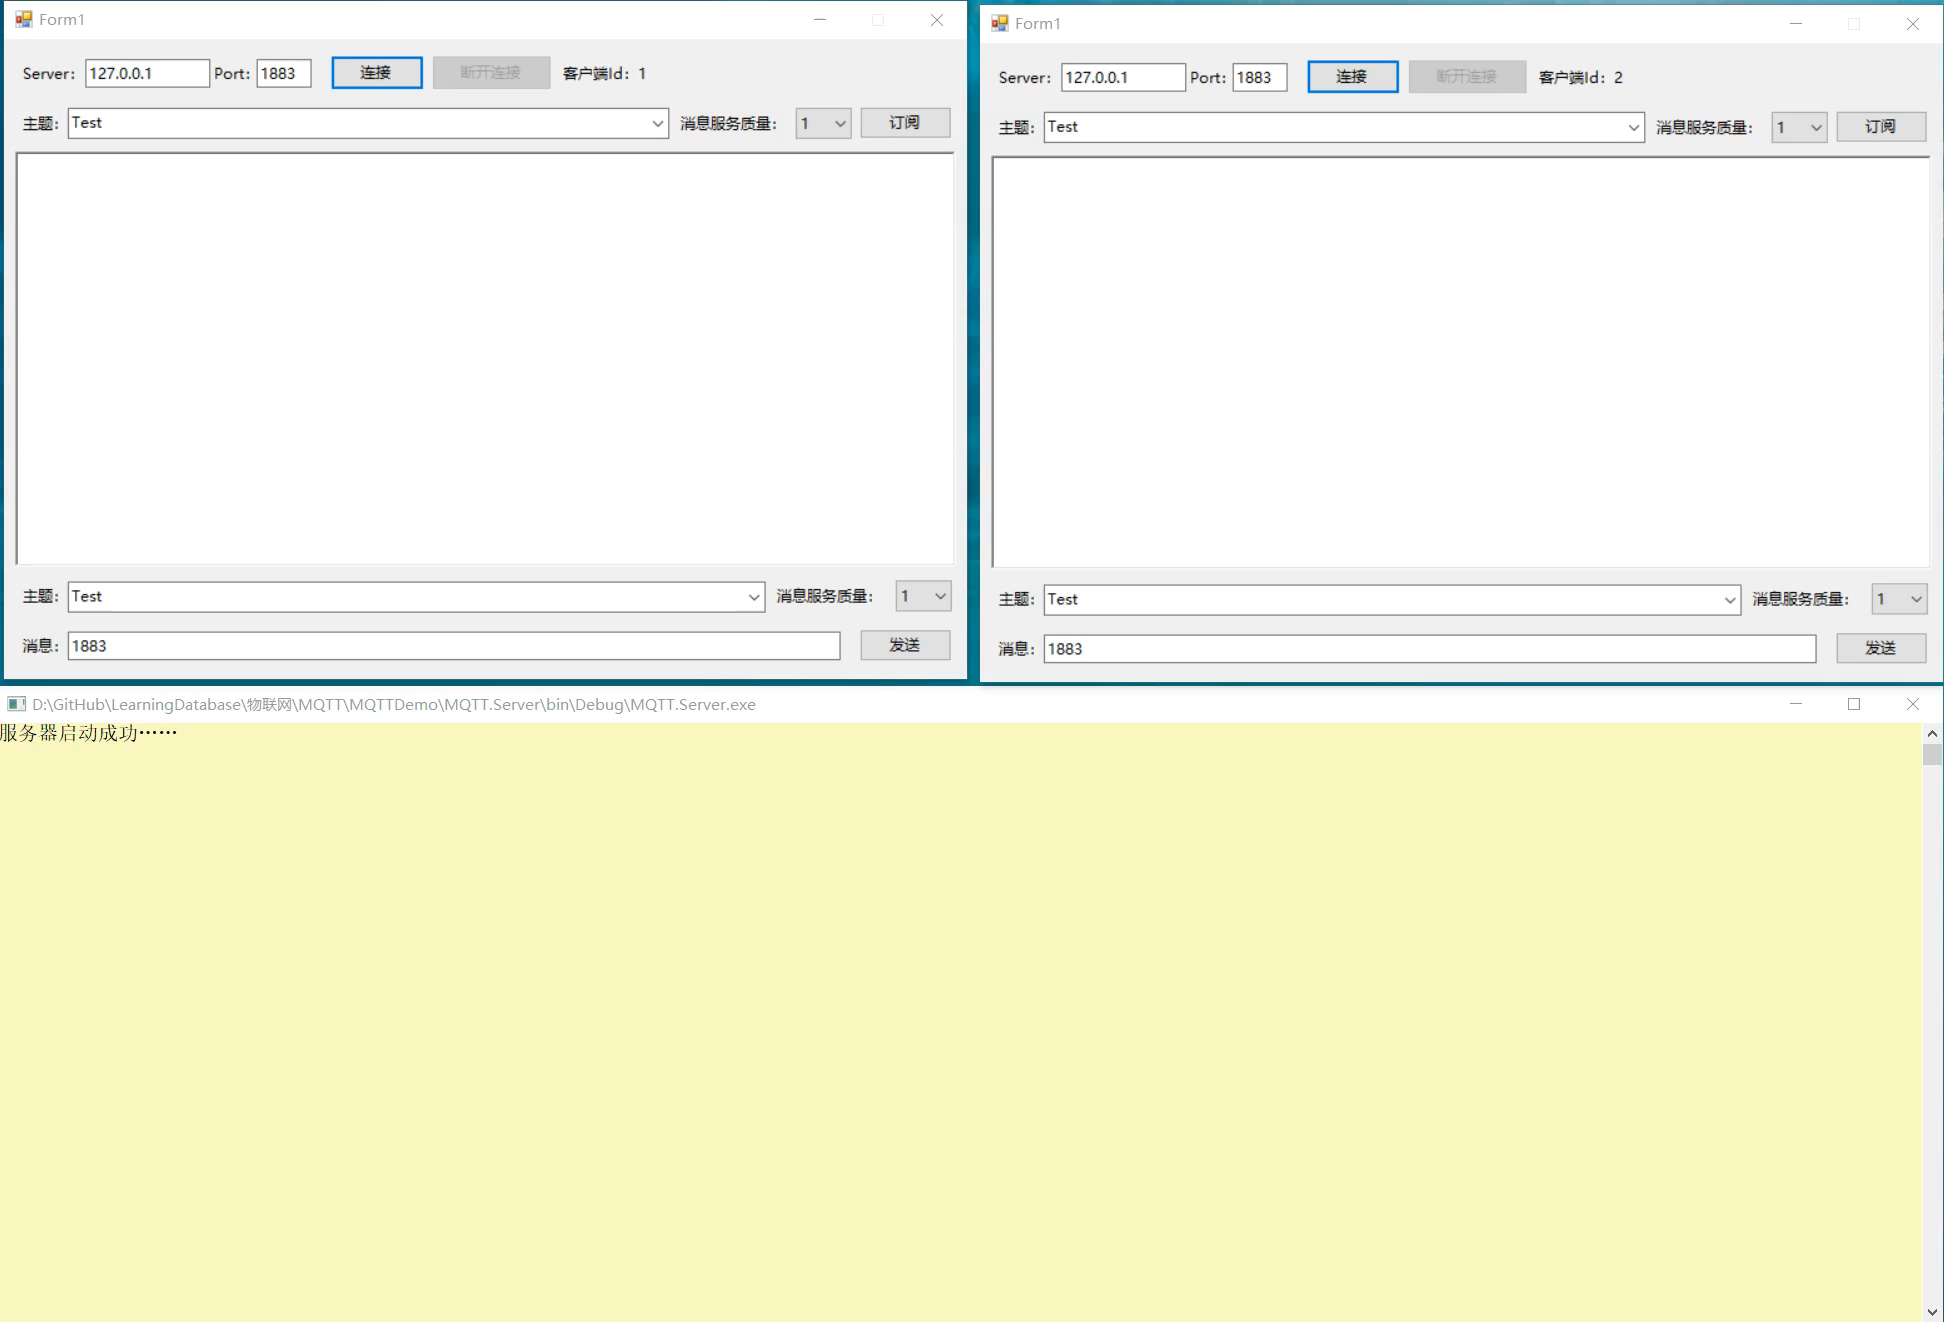 Form1
Server: 127.0.0.1 Port: 1883 连接 断开连接 客户端Id: 1
主题: Test 消息服务质量: 1 订阅
主题: Test 消息服务质量: 1
消息: 1883 发送
Form1
Server: 127.0.0.1 Port: 1883 连接 断开连接 客户端Id: 2
主题: Test 消息服务质量: 1 订阅
主题: Test 消息服务质量: 1
消息: 1883 发送
D:\GitHub\LearningDatabase\物联网\MQTT\MQTTDemo\MQTT.Server\bin\Debug\MQTT.Server.exe
服务器启动成功……